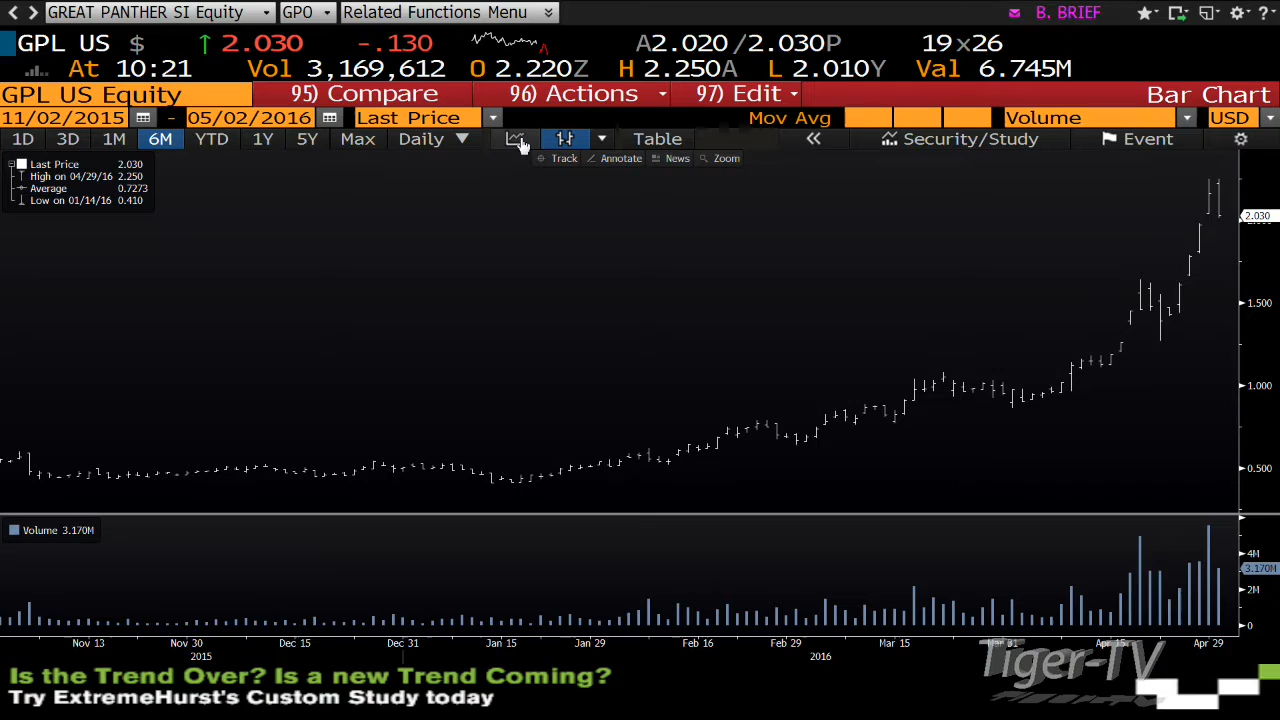 GREAT PANTHER SI Equity GPO Related Functions Menu B. BRIEF ?
GPL US $ ↑ 2.030 -.130 A2.020 /2.030P 19 x 26
At 10:21 Vol 3,169,612 O 2.220Z H 2.250A L 2.010Y Val 6.745M
GPL US Equity 95) Compare 96) Actions 97) Edit Bar Chart
11/02/2015 - 05/02/2016 Last Price Mov Avg Volume USD
1D 3D 1M 6M YTD 1Y 5Y Max Daily ▼ Table « Security/Study Event
Track Annotate News Zoom
Last Price 2.030
High on 04/29/16 2.250
Average 0.7273
Low on 01/14/16 0.410
2.030
1.500
1.000
0.500
Volume 3.170M
4M
3.170M
2M
0
Nov 13 Nov 30 Dec 15 Dec 31 Jan 15 Jan 29 Feb 16 Feb 29 Mar 15 Mar 31 Apr 15 Apr 29
2015 2016
Is the Trend Over? Is a new Trend Coming?
Try ExtremeHurst's Custom Study today
Tiger-TV